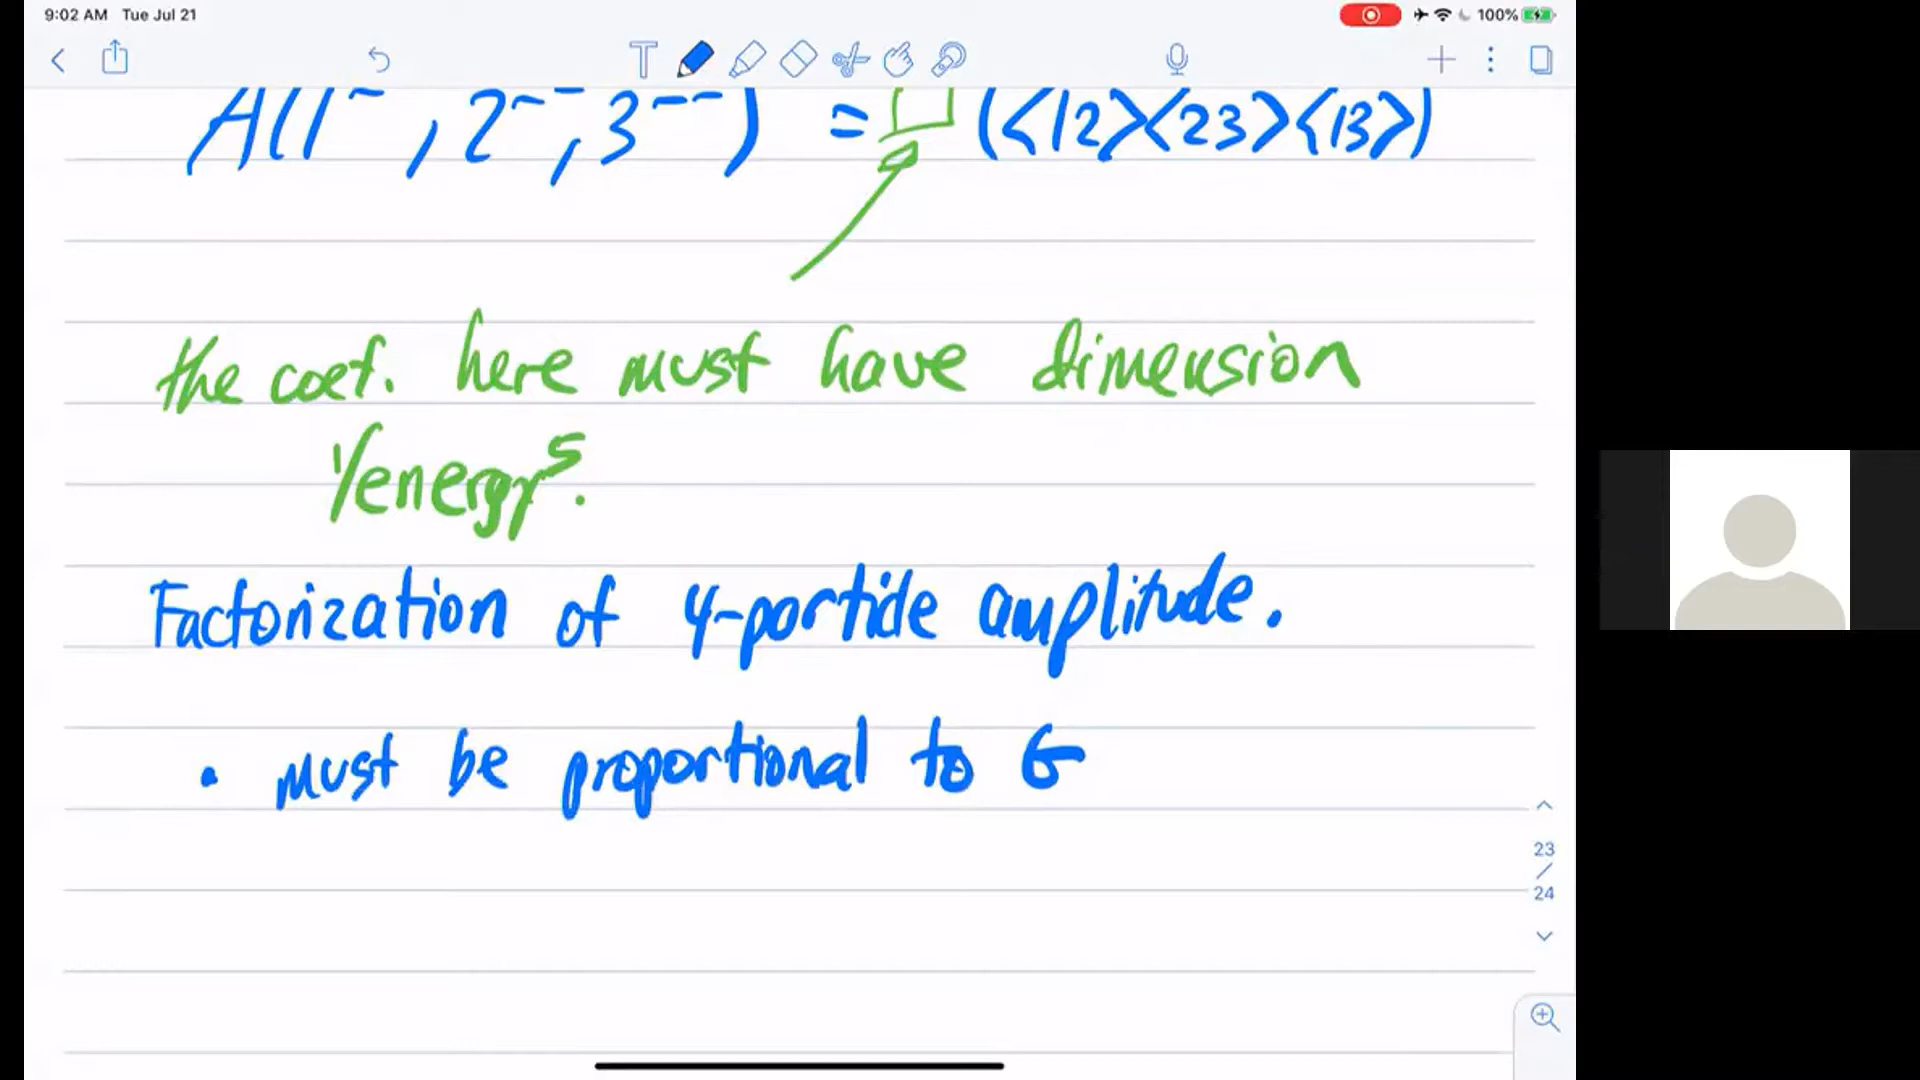 9:02 AM Tue Jul 21 100%
T
A(1⁻⁻, 2⁻⁻, 3⁻⁻) = □ (<12><23><13>)
the coef. here must have dimension
1/energy⁵.
Factorization of 4-particle amplitude.
• must be proportional to G
23
/
24